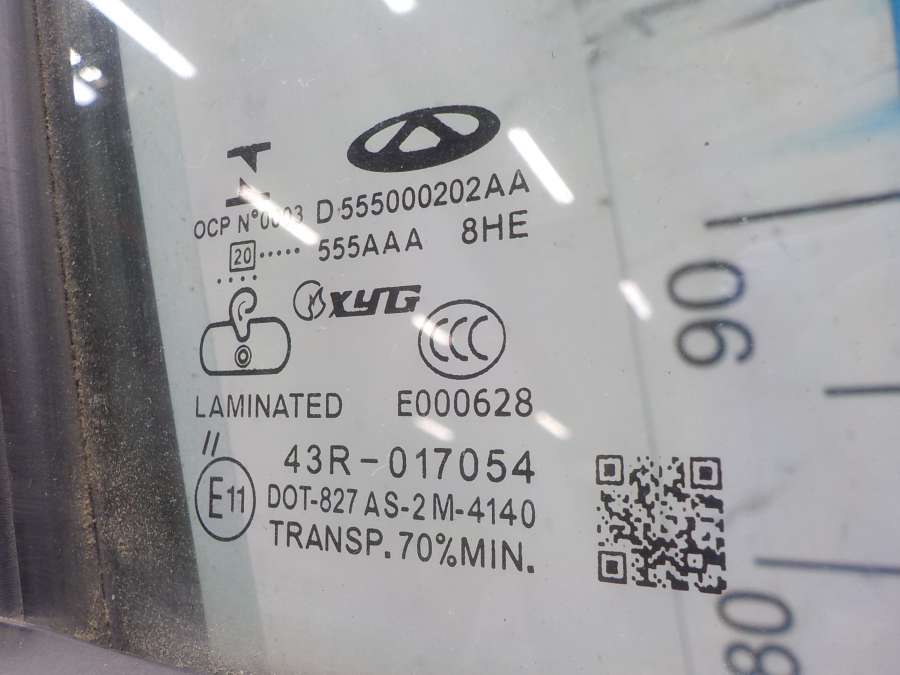 OCP N°0003 D·555000202AA
20 ····· 555AAA 8HE
····
XYG
CCC
LAMINATED E000628
//
43R-017054
E11
DOT-827 AS-2 M-4140
TRANSP. 70%MIN.
90
80